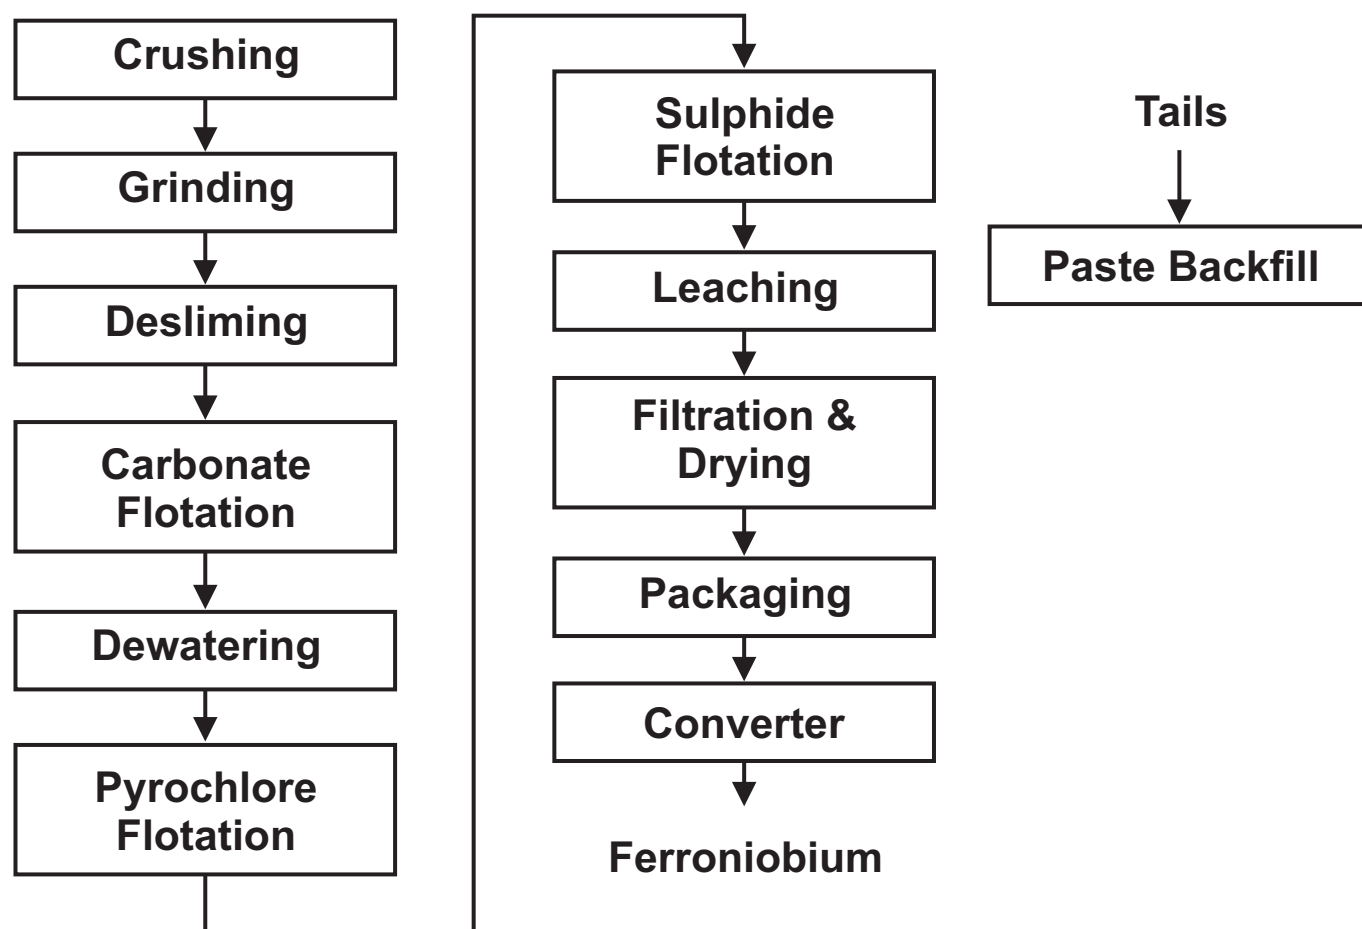 Crushing
Grinding
Desliming
Carbonate
Flotation
Dewatering
Pyrochlore
Flotation
Sulphide
Flotation
Leaching
Filtration &
Drying
Packaging
Converter
Ferroniobium
Tails
Paste Backfill